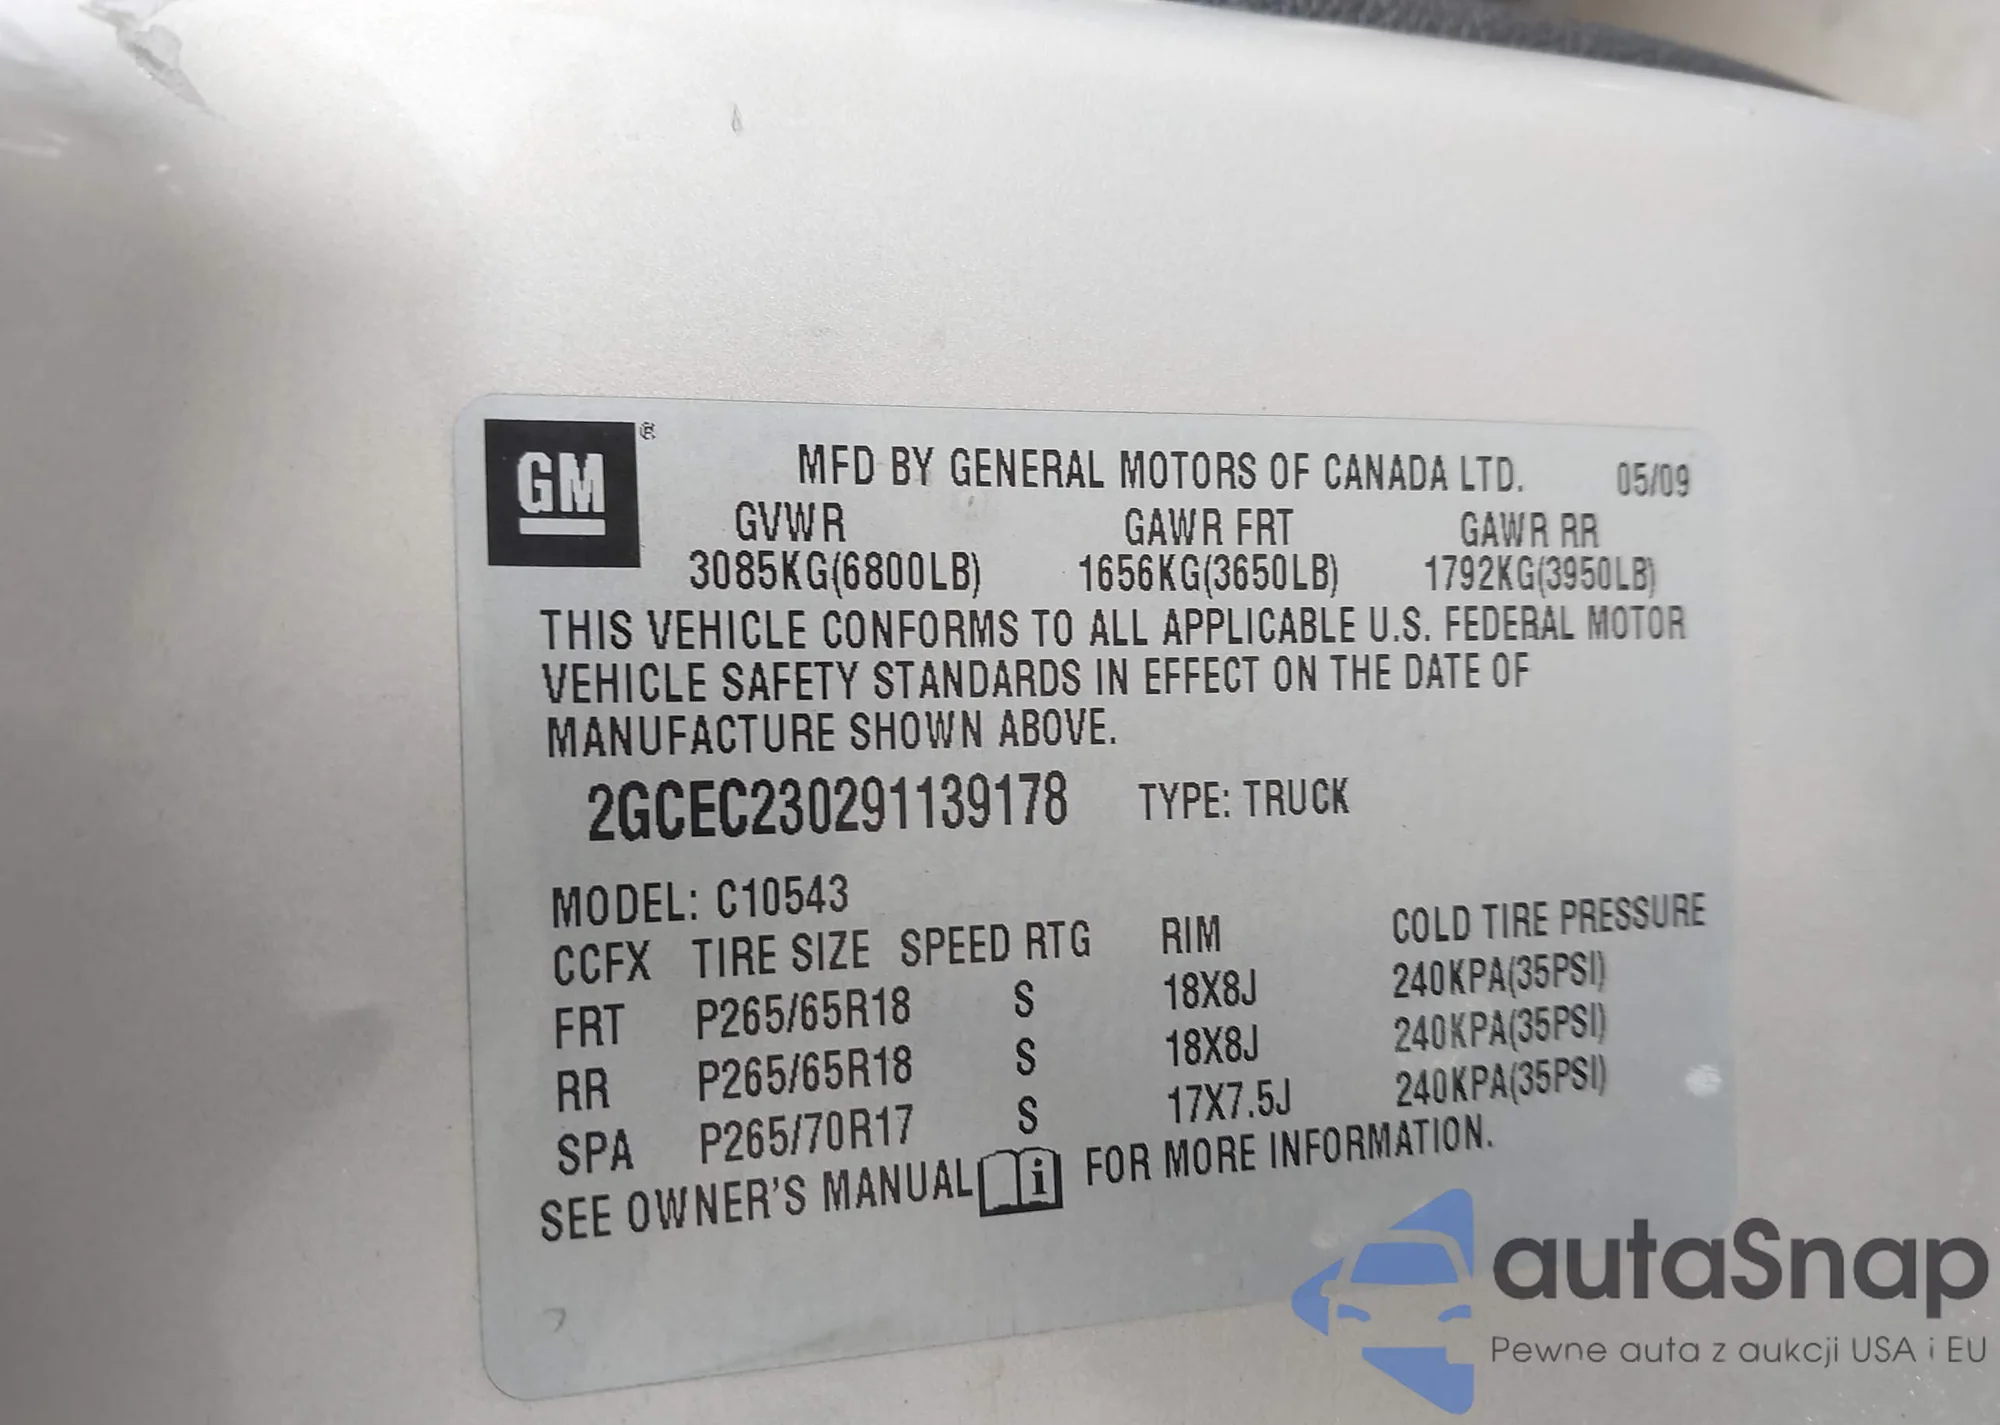 GM ®
MFD BY GENERAL MOTORS OF CANADA LTD. 05/09
GVWR GAWR FRT GAWR RR
3085KG(6800LB) 1656KG(3650LB) 1792KG(3950LB)
THIS VEHICLE CONFORMS TO ALL APPLICABLE U.S. FEDERAL MOTOR
VEHICLE SAFETY STANDARDS IN EFFECT ON THE DATE OF
MANUFACTURE SHOWN ABOVE.
2GCEC230291139178 TYPE: TRUCK
MODEL: C10543
CCFX TIRE SIZE SPEED RTG RIM COLD TIRE PRESSURE
FRT P265/65R18 S 18X8J 240KPA(35PSI)
RR P265/65R18 S 18X8J 240KPA(35PSI)
SPA P265/70R17 S 17X7.5J 240KPA(35PSI)
SEE OWNER'S MANUAL i FOR MORE INFORMATION.
autaSnap
Pewne auta z aukcji USA i EU